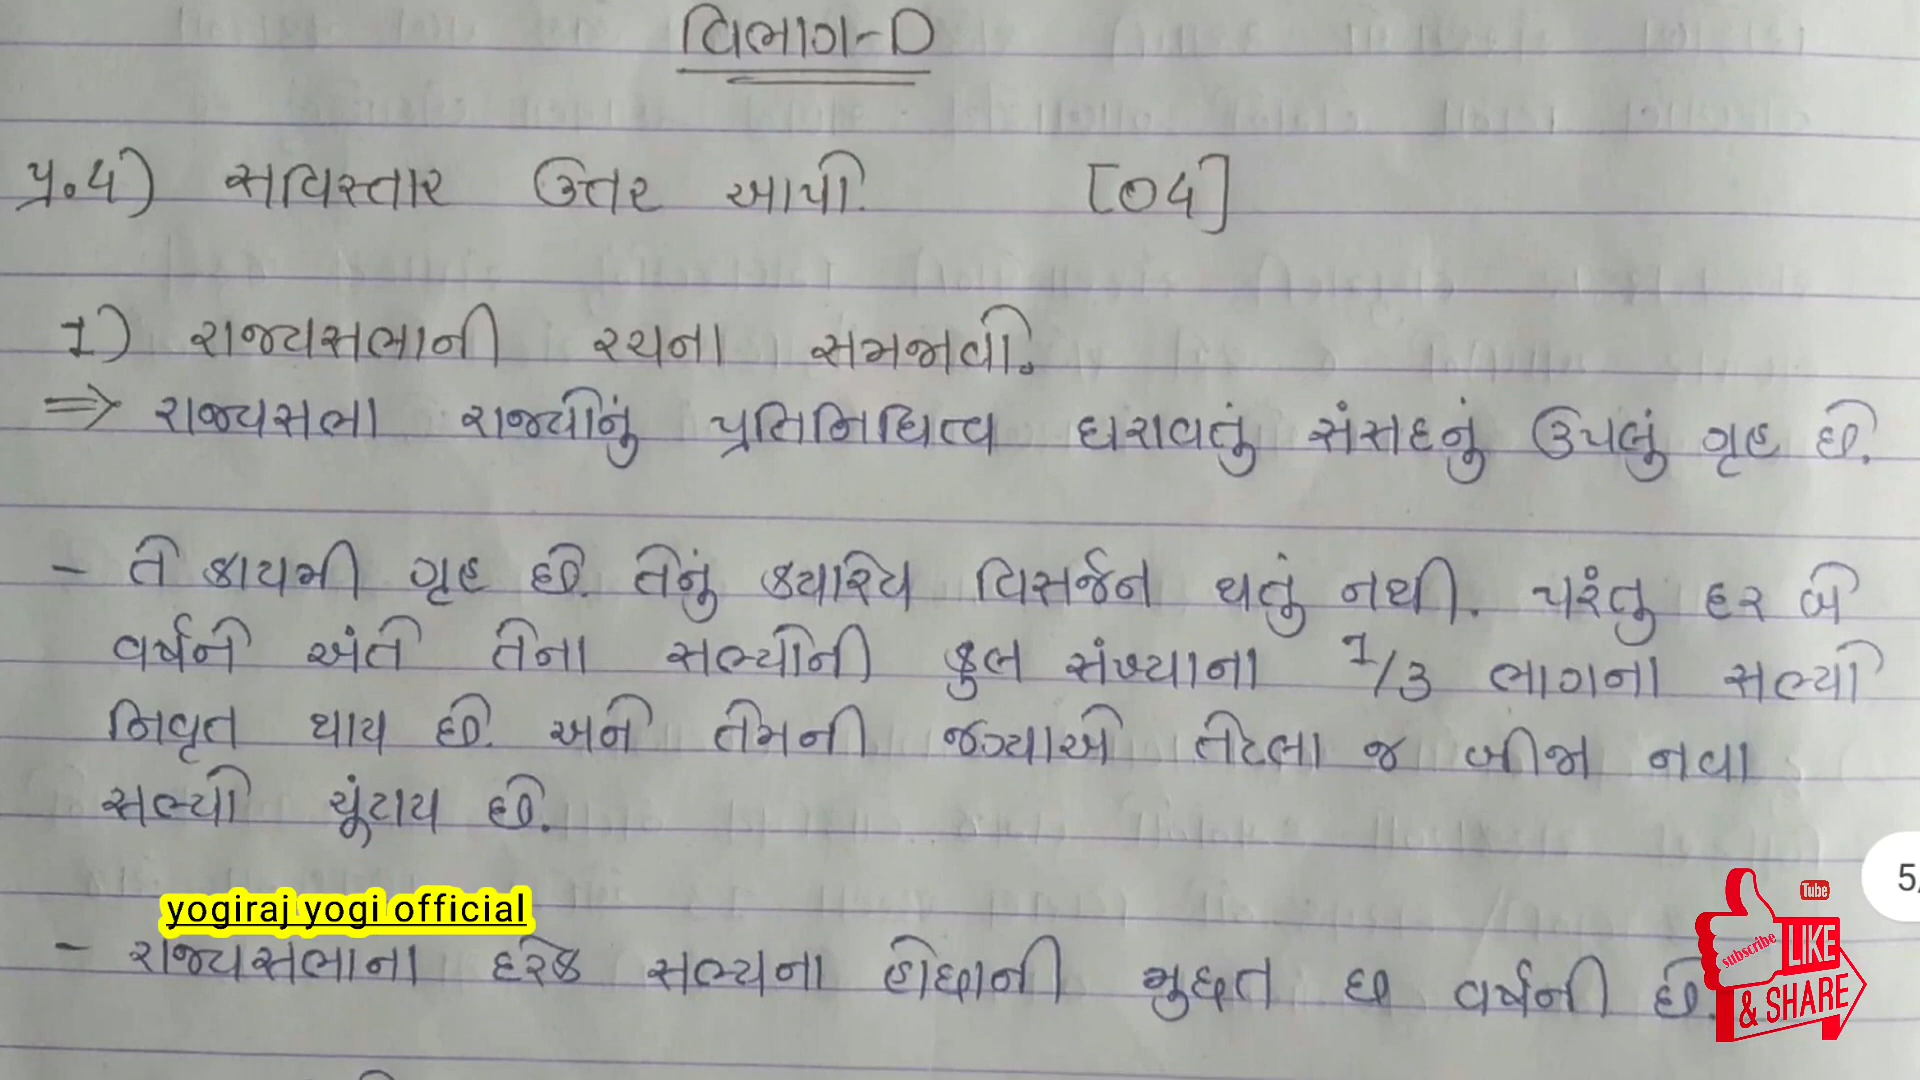 વિભાગ-D
પ્ર.4) સવિસ્તાર ઉત્તર આપો. [04]
1) રાજ્યસભાની રચના સમજાવો.
⇒ રાજ્યસભા રાજ્યોનું પ્રતિનિધિત્વ ધરાવતું સંસદનું ઉપલું ગૃહ છે.
- તે કાયમી ગૃહ છે. તેનું ક્યારેય વિસર્જન થતું નથી. પરંતુ દર બે
વર્ષને અંતે તેના સભ્યોની કુલ સંખ્યાના 1/3 ભાગના સભ્યો
નિવૃત થાય છે. અને તેમની જગ્યાએ તેટલા જ બીજા નવા
સભ્યો ચૂંટાય છે.
yogiraj yogi official
- રાજ્યસભાના દરેક સભ્યના હોદ્દાની મુદ્દત છ વર્ષની છે.
5
Tube
subscribe
LIKE
& SHARE